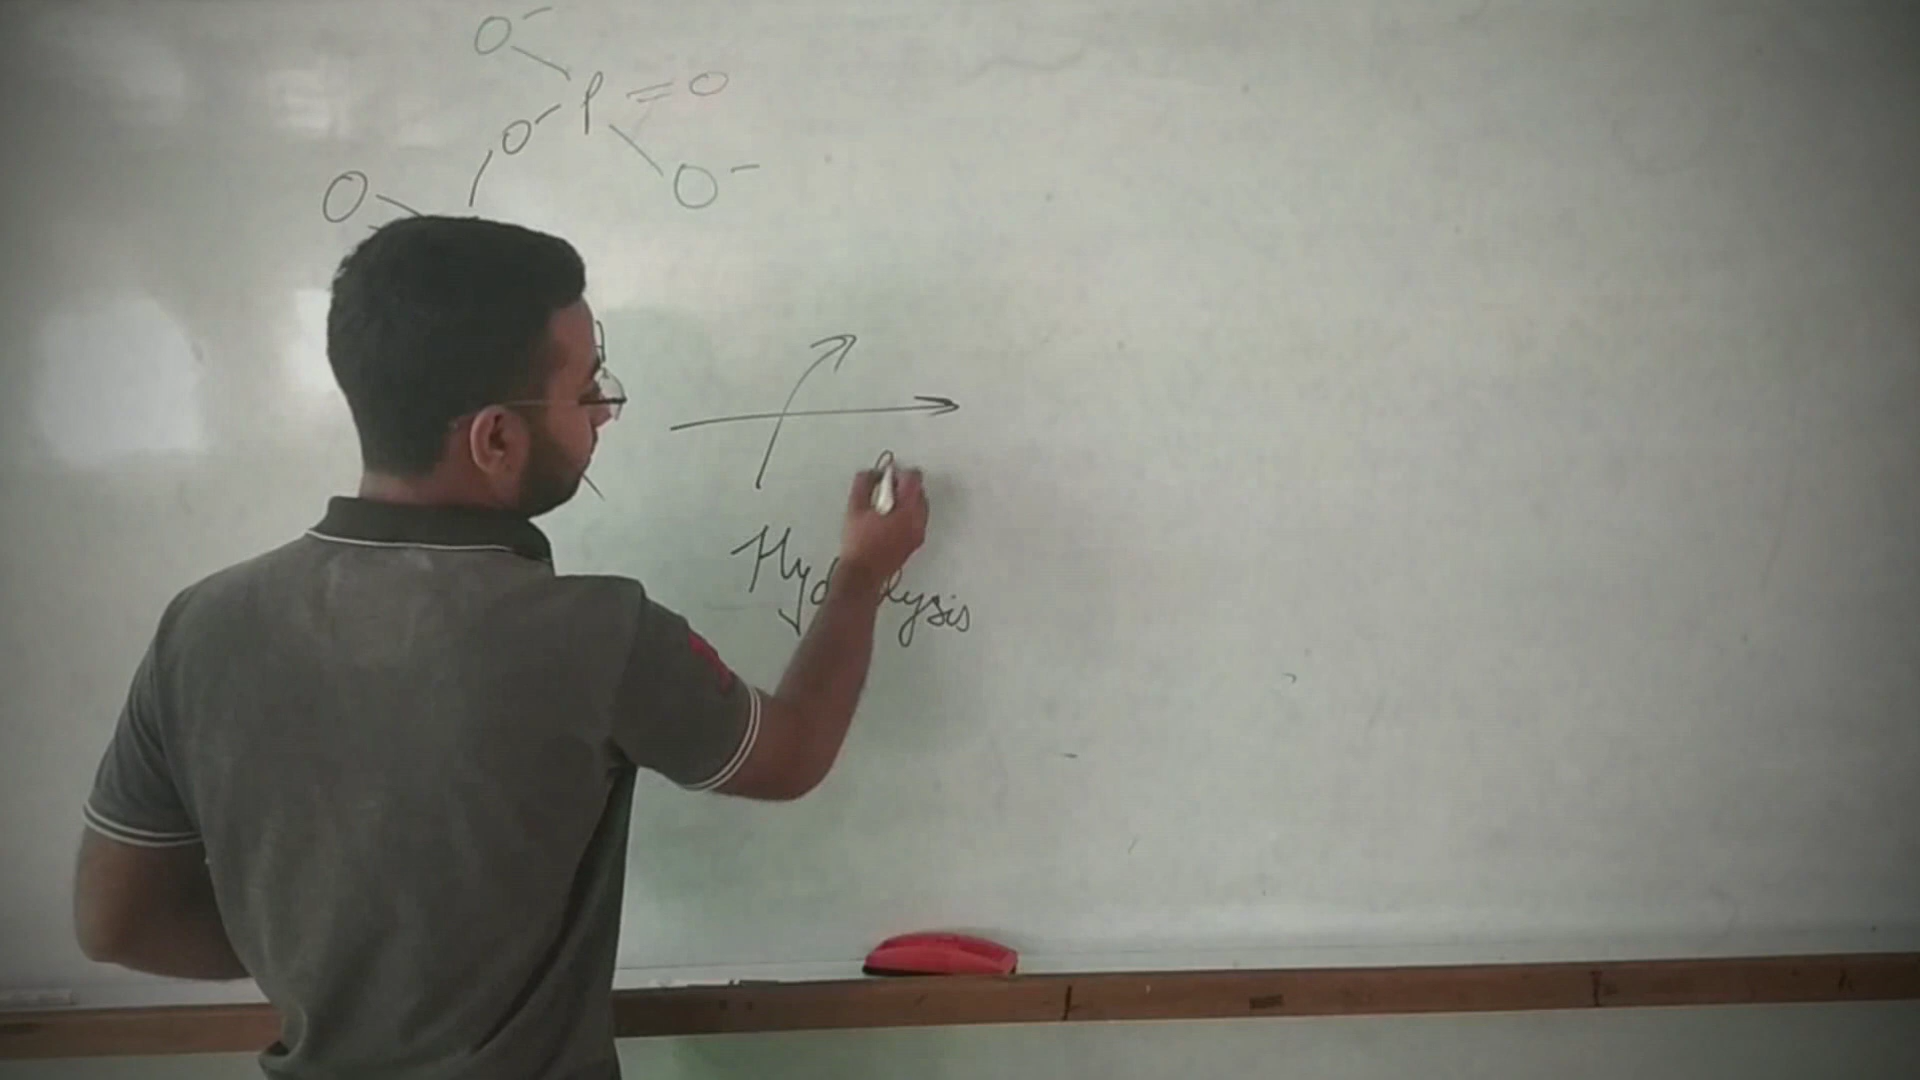 O⁻
P = O
O
O⁻
O
Hydrolysis